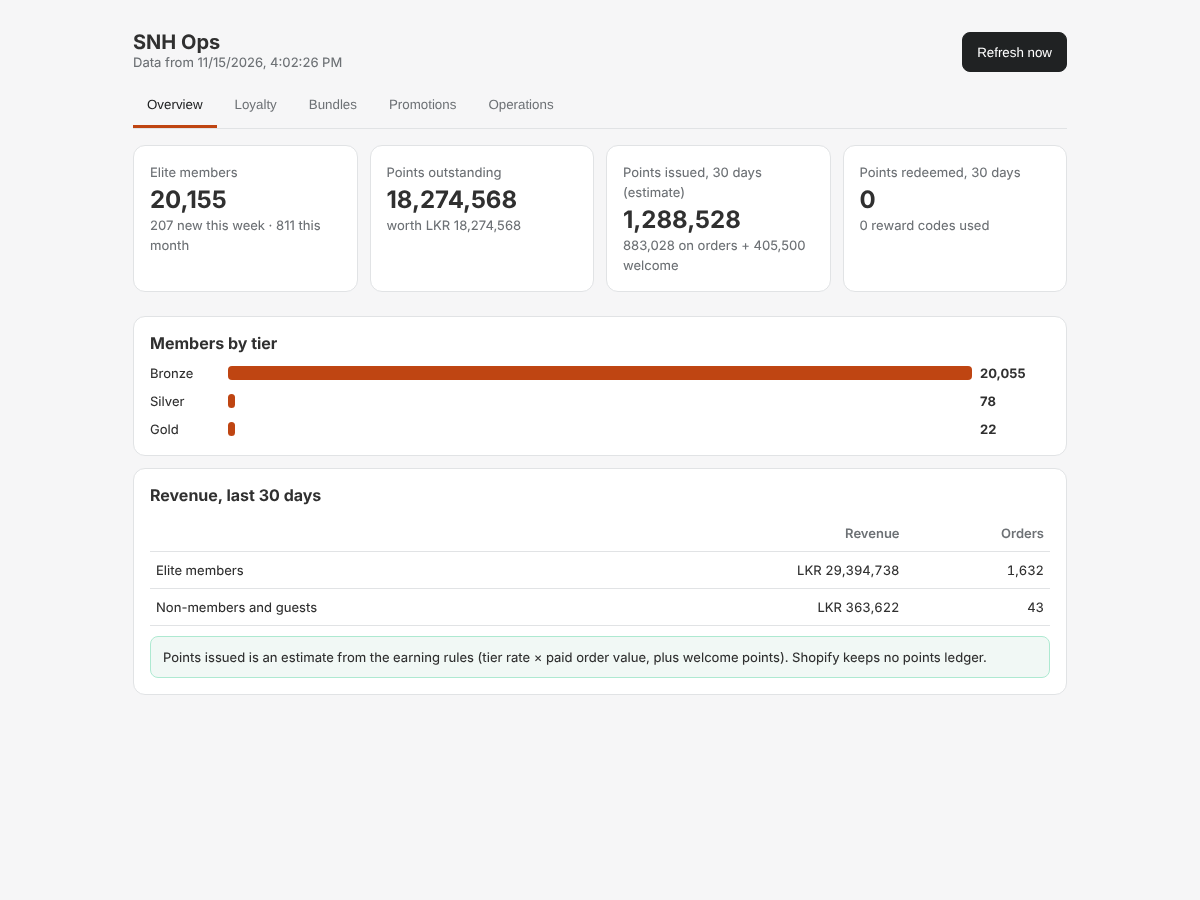 SNH Ops
Data from 11/15/2026, 4:02:26 PM
Refresh now
Overview
Loyalty
Bundles
Promotions
Operations
Elite members
20,155
207 new this week · 811 this
month
Points outstanding
18,274,568
worth LKR 18,274,568
Points issued, 30 days
(estimate)
1,288,528
883,028 on orders + 405,500
welcome
Points redeemed, 30 days
0
0 reward codes used
Members by tier
Bronze 20,055
Silver 78
Gold 22
Revenue, last 30 days
Revenue Orders
Elite members LKR 29,394,738 1,632
Non-members and guests LKR 363,622 43
Points issued is an estimate from the earning rules (tier rate × paid order value, plus welcome points). Shopify keeps no points ledger.